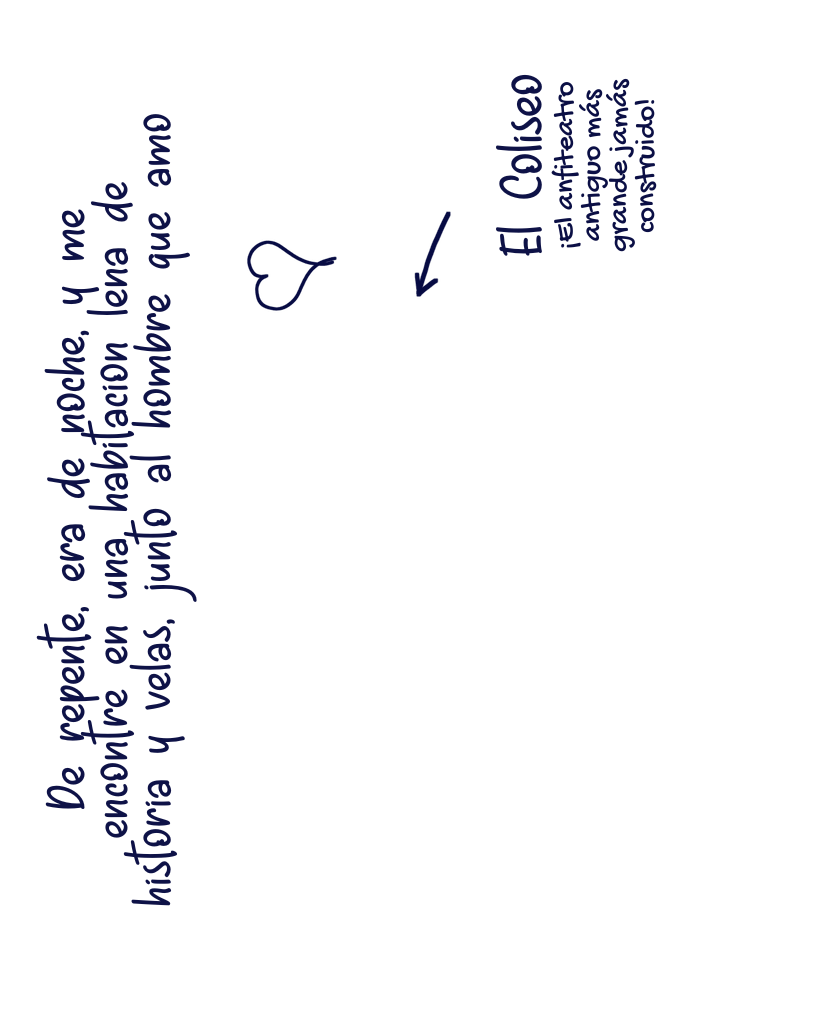 De repente, era de noche, y me
encontre en una habitacion lena de
historia y velas, junto al hombre que amo
El Coliseo
¡El anfiteatro
antiguo más
grande jamás
construido!